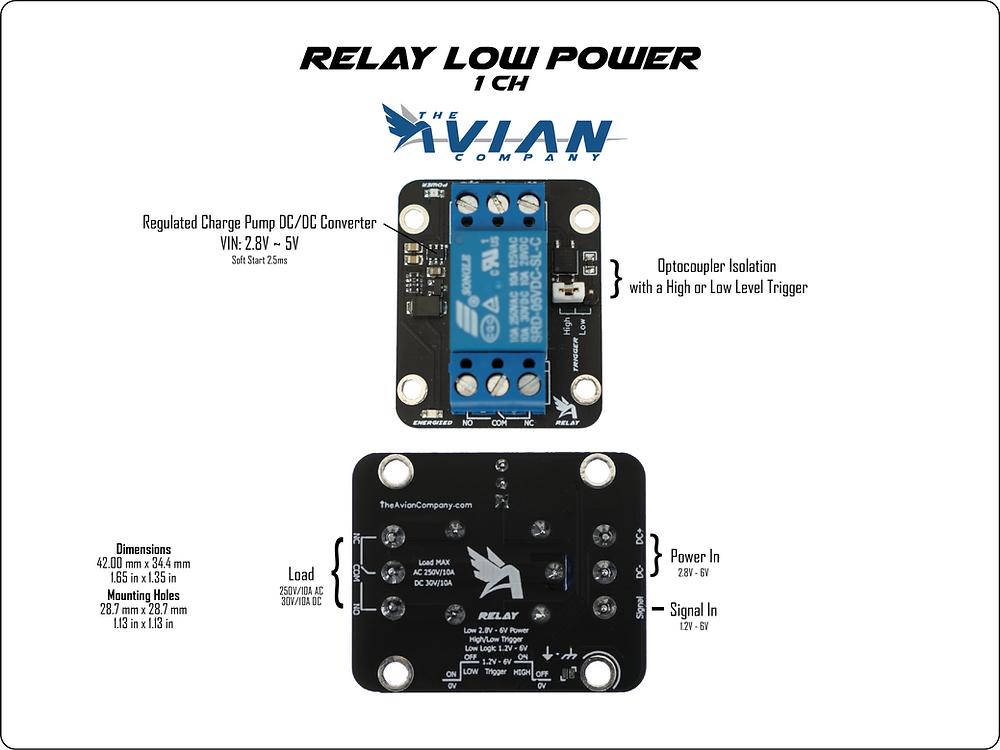 RELAY LOW POWER
1 CH
THE
AVIAN
COMPANY
POWER
Regulated Charge Pump DC/DC Converter
VIN: 2.8V ~ 5V
Soft Start 2.5ms
SONGLE
10A 250VAC 10A 125VAC
10A 30VDC 10A 28VDC
SRD-05VDC-SL-C
Optocoupler Isolation
with a High or Low Level Trigger
High
Low
TRIGGER
ENERGIZED
NO COM NC
RELAY
TheAvianCompany.com
NC
COM
NO
Load MAX
AC 250V/10A
DC 30V/10A
DC+
DC-
Signal
RELAY
Low 2.8V - 6V Power
High/Low Trigger
Low Logic 1.2V - 6V
OFF ON
1.2V - 6V
ON LOW Trigger HIGH OFF
0V 0V
Dimensions
42.00 mm x 34.4 mm
1.65 in x 1.35 in
Mounting Holes
28.7 mm x 28.7 mm
1.13 in x 1.13 in
Load
250V/10A AC
30V/10A DC
Power In
2.8V - 6V
Signal In
1.2V - 6V